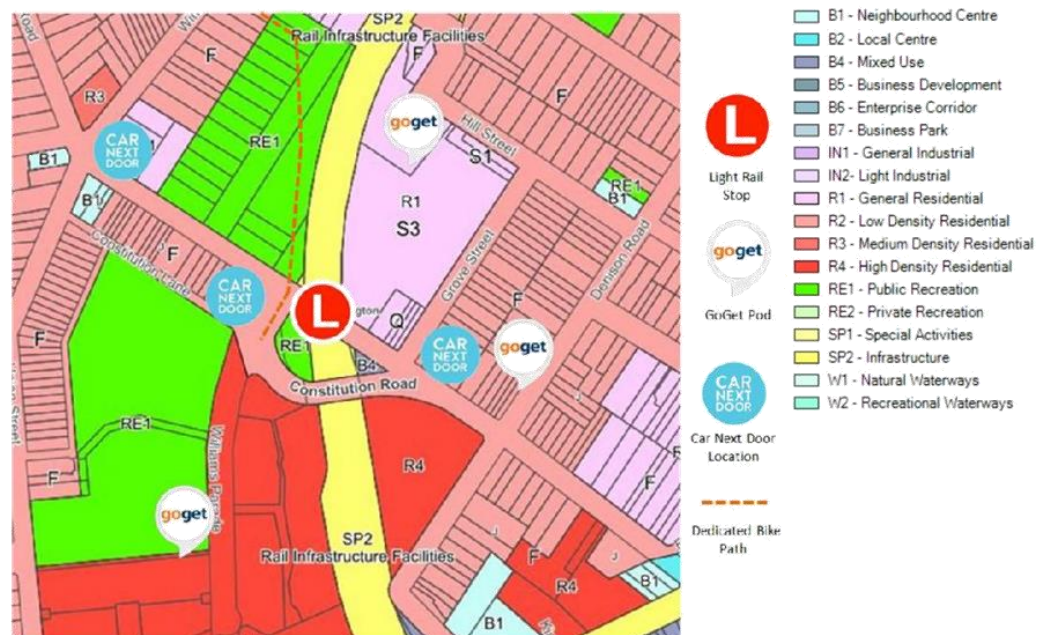 Road
SP2
Rail Infrastructure Facilities
F
F
R3
goget
F
Hill Street
RE1
S1
CAR
NEXT
DOOR
B1
RE1
B1
R1
S3
B1
F
Constitution Lane
Grove Street
Denison Road
F
CAR
NEXT
DOOR
L
gton
Q
F
RE1
CAR
NEXT
DOOR
goget
B4
Constitution Road
J
RE1
Street
Williams Parade
R4
F
F
goget
SP2
Rail Infrastructure Facilities
J
F
J
R4
B1
B1
L
Light Rail
Stop
goget
GoGet Pod
CAR
NEXT
DOOR
Car Next Door
Location
Dedicated Bike
Path
B1 - Neighbourhood Centre
B2 - Local Centre
B4 - Mixed Use
B5 - Business Development
B6 - Enterprise Corridor
B7 - Business Park
IN1 - General Industrial
IN2- Light Industrial
R1 - General Residential
R2 - Low Density Residential
R3 - Medium Density Residential
R4 - High Density Residential
RE1 - Public Recreation
RE2 - Private Recreation
SP1 - Special Activities
SP2 - Infrastructure
W1 - Natural Waterways
W2 - Recreational Waterways